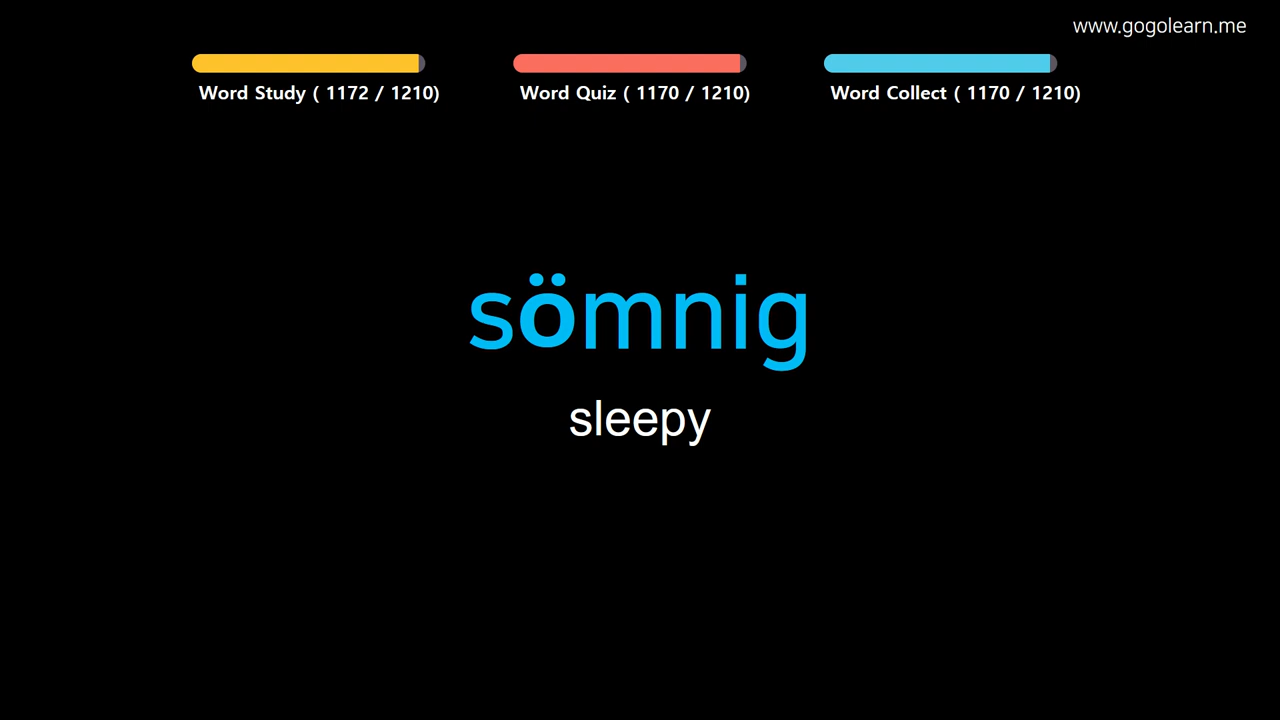 www.gogolearn.me
Word Study ( 1172 / 1210)
Word Quiz ( 1170 / 1210)
Word Collect ( 1170 / 1210)
sömnig
sleepy